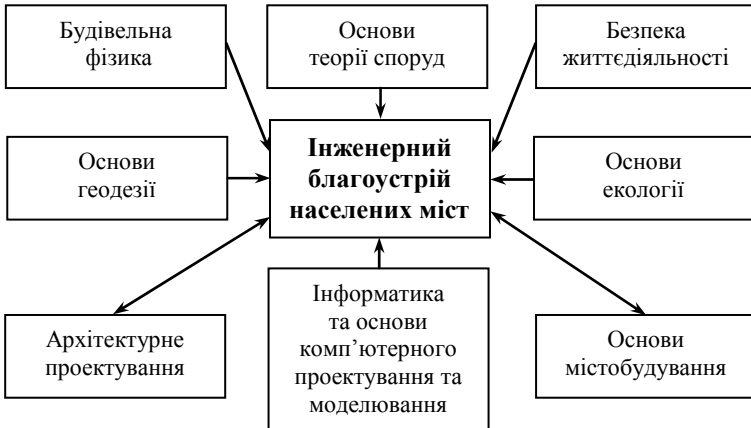 Будівельна
фізика
Основи
теорії споруд
Безпека
життєдіяльності
Основи
геодезії
Інженерний
благоустрій
населених міст
Основи
екології
Архітектурне
проектування
Інформатика
та основи
комп’ютерного
проектування та
моделювання
Основи
містобудування